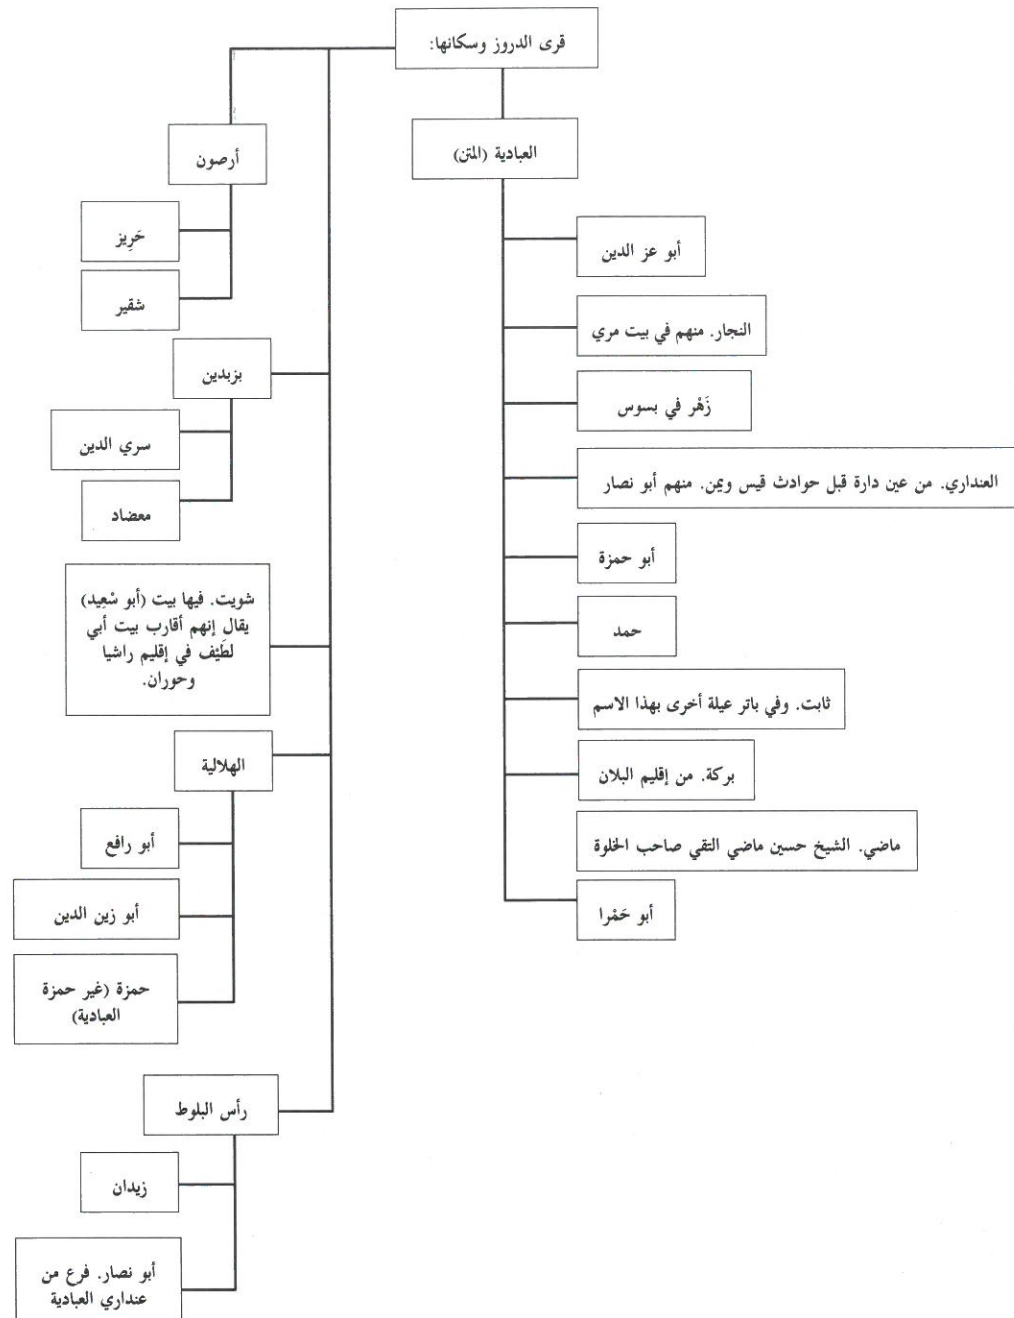 قرى الدروز وسكانها:
العبادية (المتن)
أبو عز الدين
النجار. منهم في بيت مري
زَهْر في بسوس
العنداري. من عين دارة قبل حوادث قيس ويمن. منهم أبو نصار
أبو حمزة
حمد
ثابت. وفي باتر عيلة أخرى بهذا الاسم
بركة. من إقليم البلان
ماضي. الشيخ حسين ماضي التقي صاحب الخلوة
أبو حَمْرا
أرصون
حَرِيز
شقير
بزبدين
سري الدين
معضاد
شويت. فيها بيت (أبو سْعِيد)
يقال إنهم أقارب بيت أبي
لطَيْف في إقليم راشيا
وحوران.
الهلالية
أبو رافع
أبو زين الدين
حمزة (غير حمزة
العبادية)
رأس البلوط
زيدان
أبو نصار. فرع من
عنداري العبادية